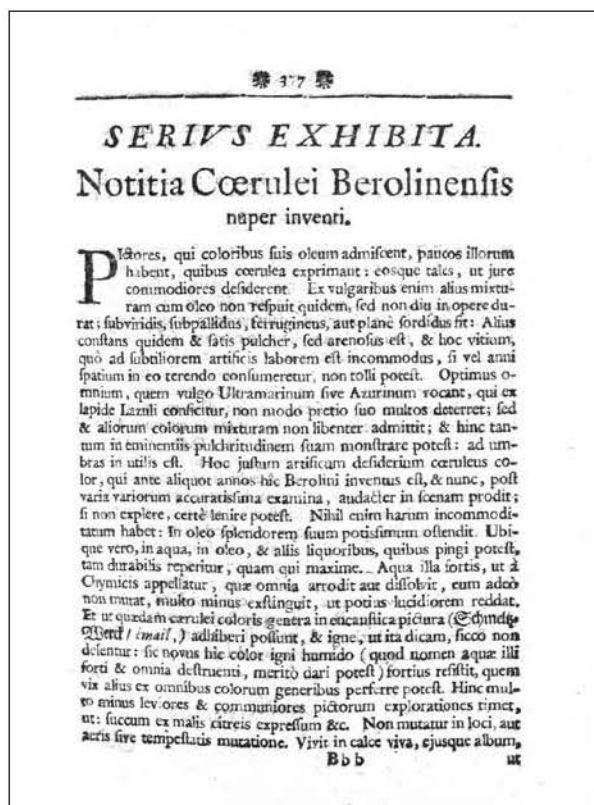 377
SERIVS EXHIBITA.
Notitia Cœrulei Berolinenſis
nuper inventi.
PIctores, qui coloribus ſuis oleum admiſcent, paucos illorum
habent, quibus cœrulea exprimant: eosque tales, ut jure
commodiores deſiderent. Ex vulgaribus enim alius mixtu-
ram cum oleo non reſpuit quidem, ſed non diu in opere du-
rat; ſubviridis, ſubpallidus, ferrugineus, aut planè ſordidus fit: Alius
conſtans quidem & ſatis pulcher, ſed arenoſus eſt, & hoc vitium,
quò ad ſubtiliorem artificis laborem eſt incommodus, ſi vel anni
ſpatium in eo terendo conſumeretur, non tolli poteſt. Optimus o-
mnium, quem vulgo Ultramarinum ſive Azurinum vocant, qui ex
lapide Lazuli conficitur, non modo pretio ſuo multos deterret; ſed
& aliorum colorum mixturam non libenter admittit; & hinc tan-
tum in eminentiis pulchritudinem ſuam monſtrare poteſt: ad um-
bras in utilis eſt. Hoc juſtum artificum deſiderium cœruleus co-
lor, qui ante aliquot annos hic Berolini inventus eſt, & nunc, poſt
varia variorum accuratiſſima examina, audacter in ſcenam prodit;
ſi non explere, certè lenire poteſt. Nihil enim harum incommodi-
tatum habet: In oleo ſplendorem ſuum potiſſimum oſtendit. Ubi-
que vero, in aqua, in oleo, & aliis liquoribus, quibus pingi poteſt,
tam durabilis reperitur, quam qui maxime. Aqua illa fortis, ut à
Chymicis appellatur, quæ omnia arrodit aut diſſolvit, eum adeò
non mutat, multo minus exſtinguit, ut potius lucidiorem reddat.
Et ut quædam cœrulei coloris genera in encauſtica pictura (Schmeltz-
Werck / émail,) adhiberi poſſunt, & igne, ut ita dicam, ſicco non
delentur: ſic novus hic color igni humido (quod nomen aquæ illi
forti & omnia deſtruenti, meritò dari poteſt) fortius reſiſtit, quem
vix alius ex omnibus colorum generibus perferre poteſt. Hinc mul-
to minus leviores & communiores pictorum explorationes timet,
ut: ſuccum ex malis citreis expreſſum &c. Non mutatur in loci, aut
aeris ſive tempeſtatis mutatione. Vivit in calce viva, ejusque album,
Bbb
ut